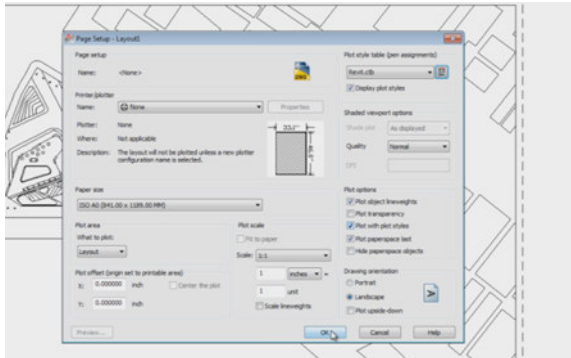 Page Setup - Layout1
Page setup
Name: <None>
DWG
Printer/plotter
Name: None
Properties
Plotter: None
Where: Not applicable
Description: The layout will not be plotted unless a new plotter
configuration name is selected.
Paper size
ISO A0 (841.00 x 1189.00 MM)
Plot area
What to plot:
Layout
Plot offset (origin set to printable area)
X: 0.000000 inch
Center the plot
Y: 0.000000 inch
Plot scale
Fit to paper
Scale: 1:1
1 inches =
1 unit
Scale lineweights
Plot style table (pen assignments)
Revit.ctb
Display plot styles
Shaded viewport options
Shade plot As displayed
Quality Normal
DPI
Plot options
Plot object lineweights
Plot transparency
Plot with plot styles
Plot paperspace last
Hide paperspace objects
Drawing orientation
Portrait
Landscape
Plot upside-down
A
Preview...
OK
Cancel
Help